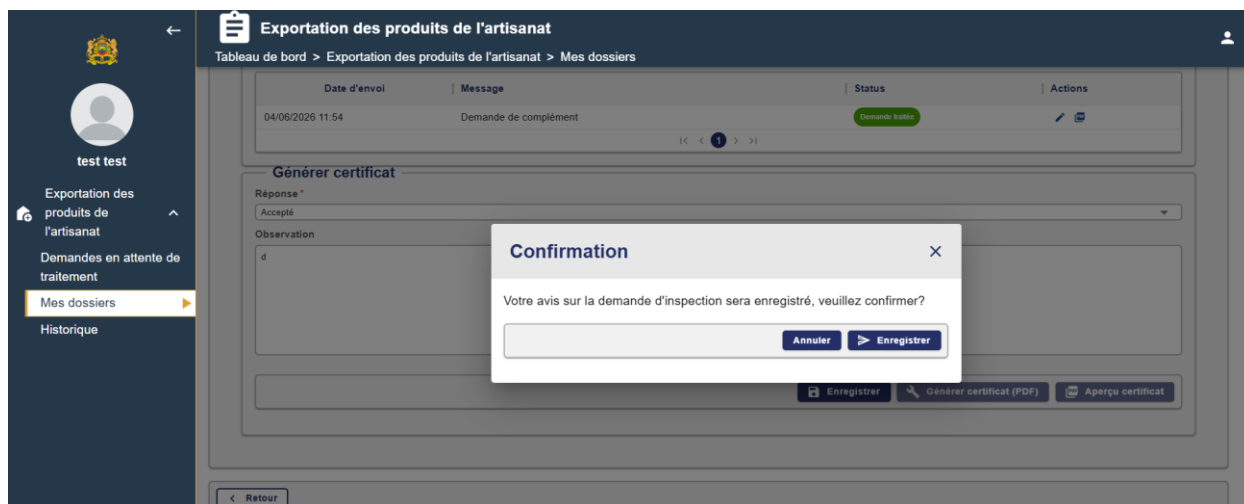 Exportation des produits de l'artisanat
Tableau de bord > Exportation des produits de l'artisanat > Mes dossiers
test test
Exportation des
produits de
l'artisanat
Demandes en attente de
traitement
Mes dossiers
Historique
Date d'envoi | Message | Status | Actions
04/06/2026 11:54 Demande de complément Demande traitée
|< < 1 > >|
Générer certificat
Réponse *
Accepté
Observation
d
Confirmation
Votre avis sur la demande d'inspection sera enregistré, veuillez confirmer?
Annuler Enregistrer
Enregistrer Générer certificat (PDF) Aperçu certificat
< Retour